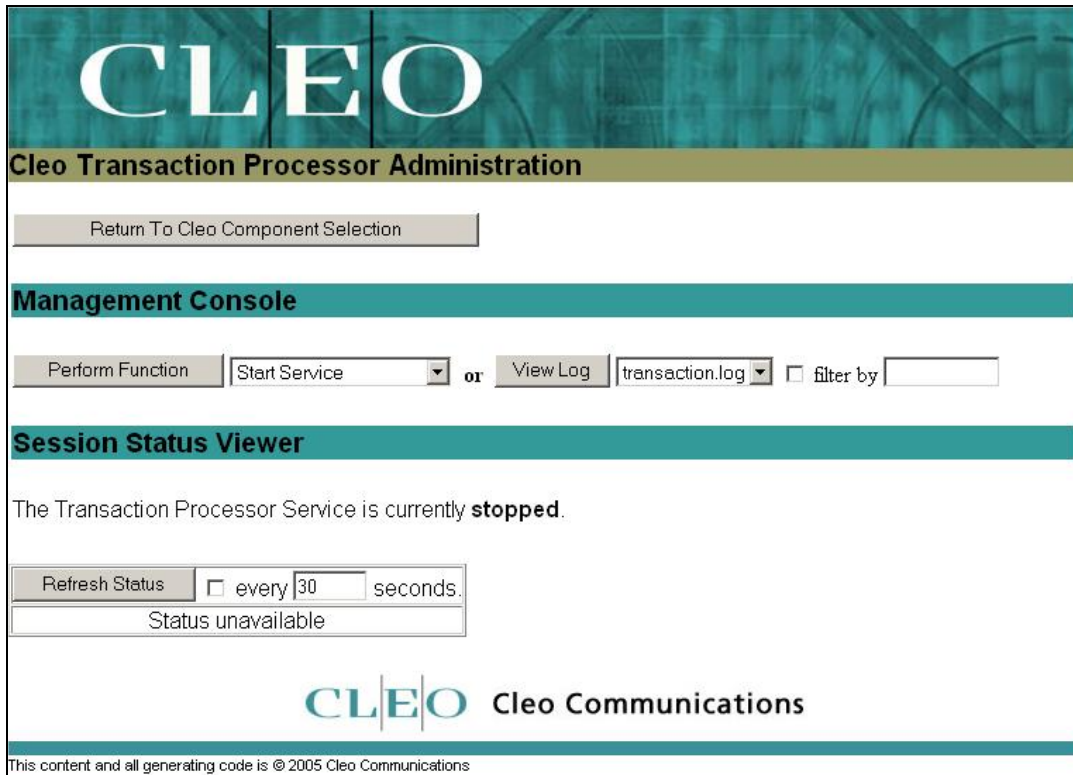 CLEO
Cleo Transaction Processor Administration
Return To Cleo Component Selection
Management Console
Perform Function Start Service or View Log transaction.log filter by
Session Status Viewer
The Transaction Processor Service is currently stopped.
Refresh Status every 30 seconds.
Status unavailable
CLEO Cleo Communications
This content and all generating code is © 2005 Cleo Communications